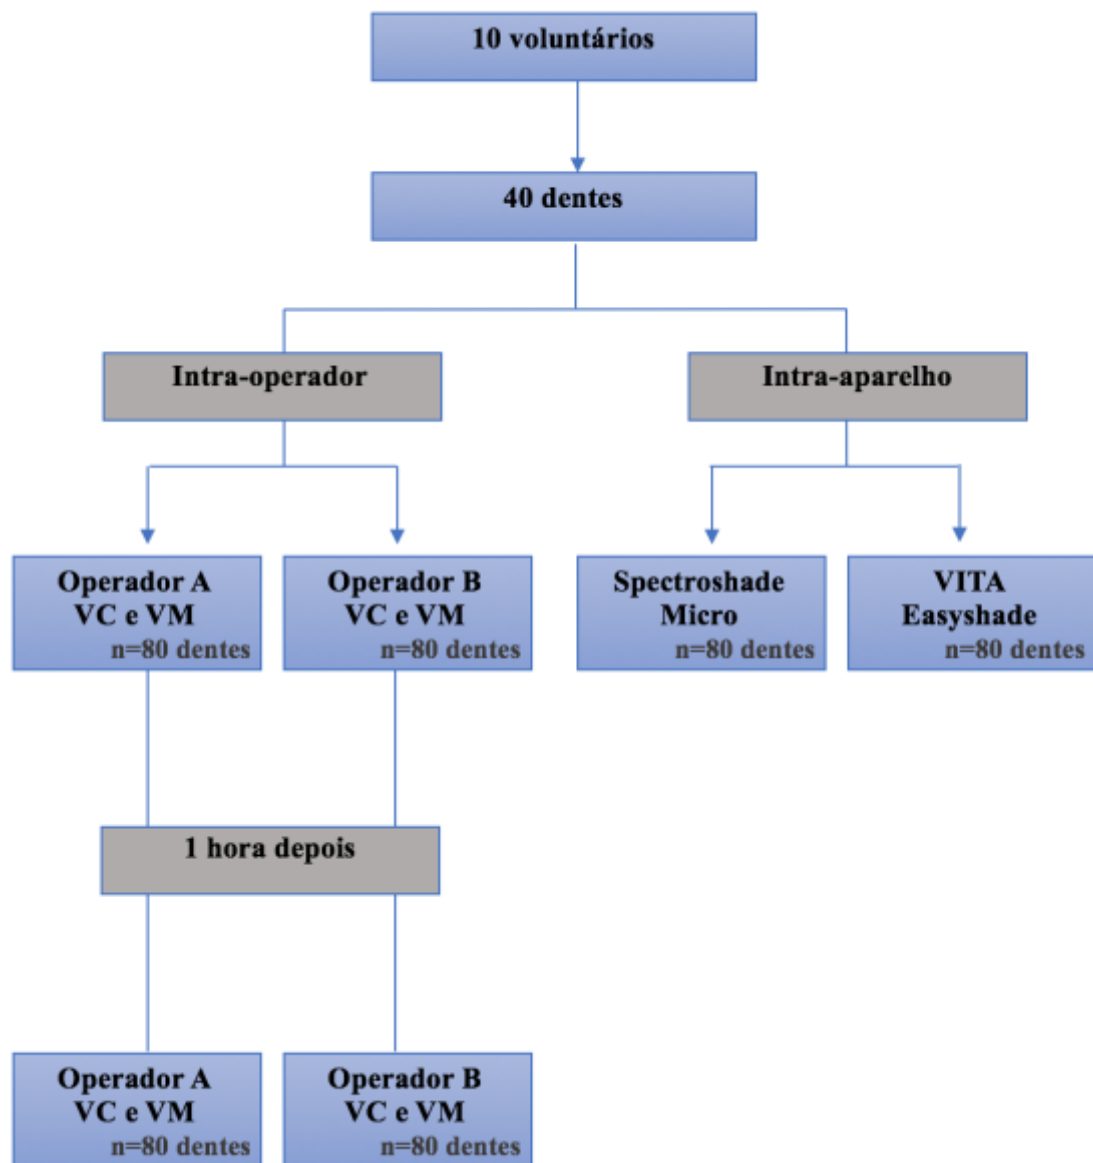 10 voluntários
40 dentes
Intra-operador
Intra-aparelho
Operador A
VC e VM
n=80 dentes
Operador B
VC e VM
n=80 dentes
Spectroshade
Micro
n=80 dentes
VITA
Easyshade
n=80 dentes
1 hora depois
Operador A
VC e VM
n=80 dentes
Operador B
VC e VM
n=80 dentes